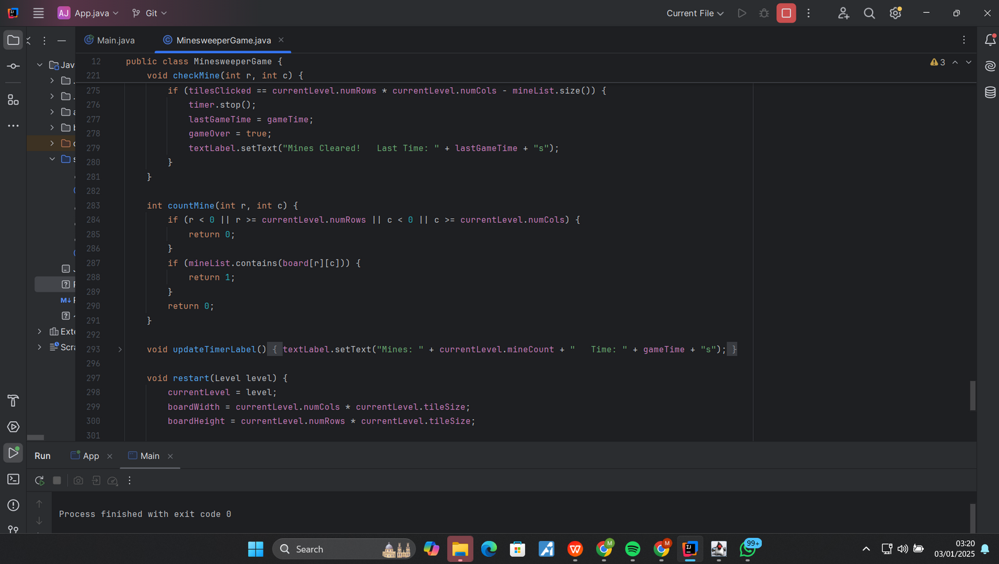 AJ App.java Git Current File
Main.java MinesweeperGame.java
12 public class MinesweeperGame { 3
221 void checkMine(int r, int c) {
275 if (tilesClicked == currentLevel.numRows * currentLevel.numCols - mineList.size()) {
276 timer.stop();
277 lastGameTime = gameTime;
278 gameOver = true;
279 textLabel.setText("Mines Cleared!   Last Time: " + lastGameTime + "s");
280 }
281 }
282
283 int countMine(int r, int c) {
284 if (r < 0 || r >= currentLevel.numRows || c < 0 || c >= currentLevel.numCols) {
285 return 0;
286 }
287 if (mineList.contains(board[r][c])) {
288 return 1;
289 }
290 return 0;
291 }
292
293 void updateTimerLabel() { textLabel.setText("Mines: " + currentLevel.mineCount + "   Time: " + gameTime + "s"); }
296
297 void restart(Level level) {
298 currentLevel = level;
299 boardWidth = currentLevel.numCols * currentLevel.tileSize;
300 boardHeight = currentLevel.numRows * currentLevel.tileSize;
301
Jav
M↓
Exte
Scra
Run App Main
Process finished with exit code 0
Search 99+ 03:20
03/01/2025